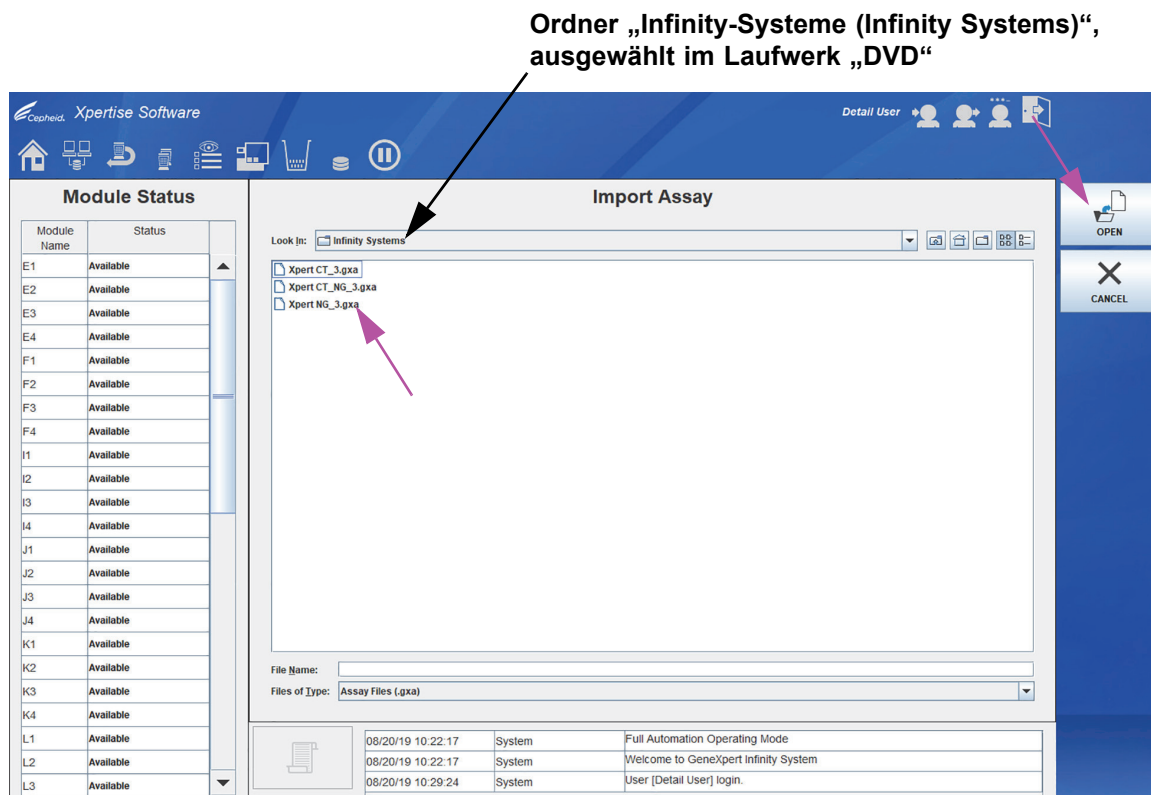 Ordner „Infinity-Systeme (Infinity Systems)“,
ausgewählt im Laufwerk „DVD“
Cepheid. Xpertise Software
Detail User
Module Status
Module Name Status
E1 Available
E2 Available
E3 Available
E4 Available
F1 Available
F2 Available
F3 Available
F4 Available
I1 Available
I2 Available
I3 Available
I4 Available
J1 Available
J2 Available
J3 Available
J4 Available
K1 Available
K2 Available
K3 Available
K4 Available
L1 Available
L2 Available
L3 Available
Import Assay
Look In: Infinity Systems
Xpert CT_3.gxa
Xpert CT_NG_3.gxa
Xpert NG_3.gxa
File Name:
Files of Type: Assay Files (.gxa)
08/20/19 10:22:17 System Full Automation Operating Mode
08/20/19 10:22:17 System Welcome to GeneXpert Infinity System
08/20/19 10:29:24 System User [Detail User] login.
OPEN
CANCEL